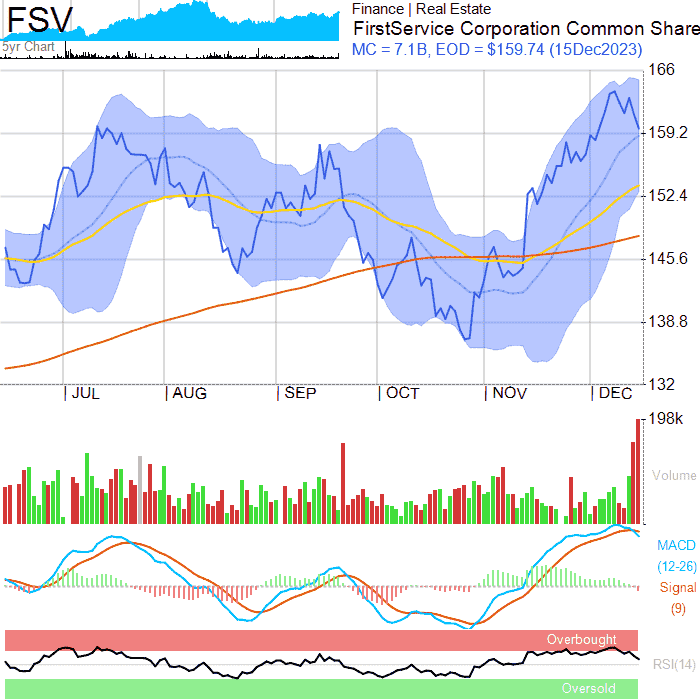 FSV
5yr Chart
Finance | Real Estate
FirstService Corporation Common Share
MC = 7.1B, EOD = $159.74 (15Dec2023)
166
159.2
152.4
145.6
138.8
132
| JUL | AUG | SEP | OCT | NOV | DEC
198k
Volume
MACD
(12-26)
Signal
(9)
Overbought
RSI(14)
Oversold